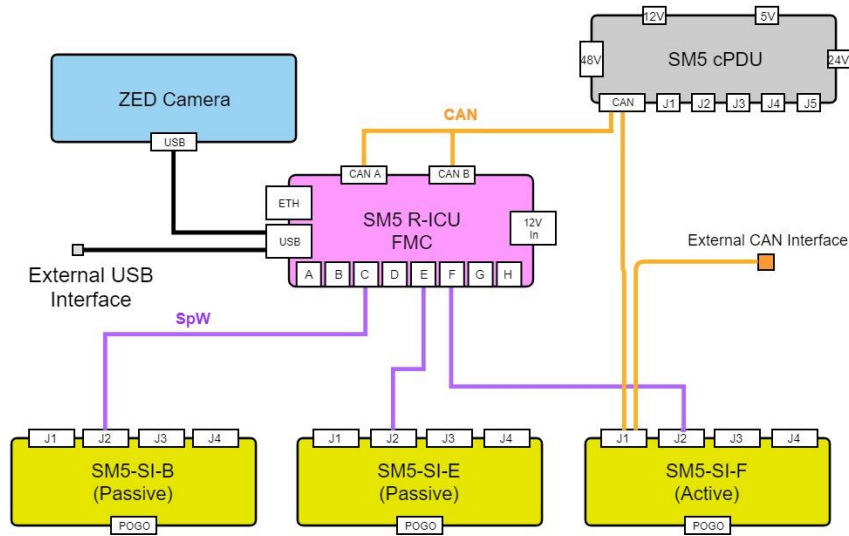 12V
5V
48V
SM5 cPDU
24V
ZED Camera
CAN
J1
J2
J3
J4
J5
CAN
USB
CAN A
CAN B
ETH
SM5 R-ICU
FMC
12V
In
USB
External CAN Interface
External USB
Interface
A
B
C
D
E
F
G
H
SpW
J1
J2
J3
J4
SM5-SI-B
(Passive)
POGO
J1
J2
J3
J4
SM5-SI-E
(Passive)
POGO
J1
J2
J3
J4
SM5-SI-F
(Active)
POGO